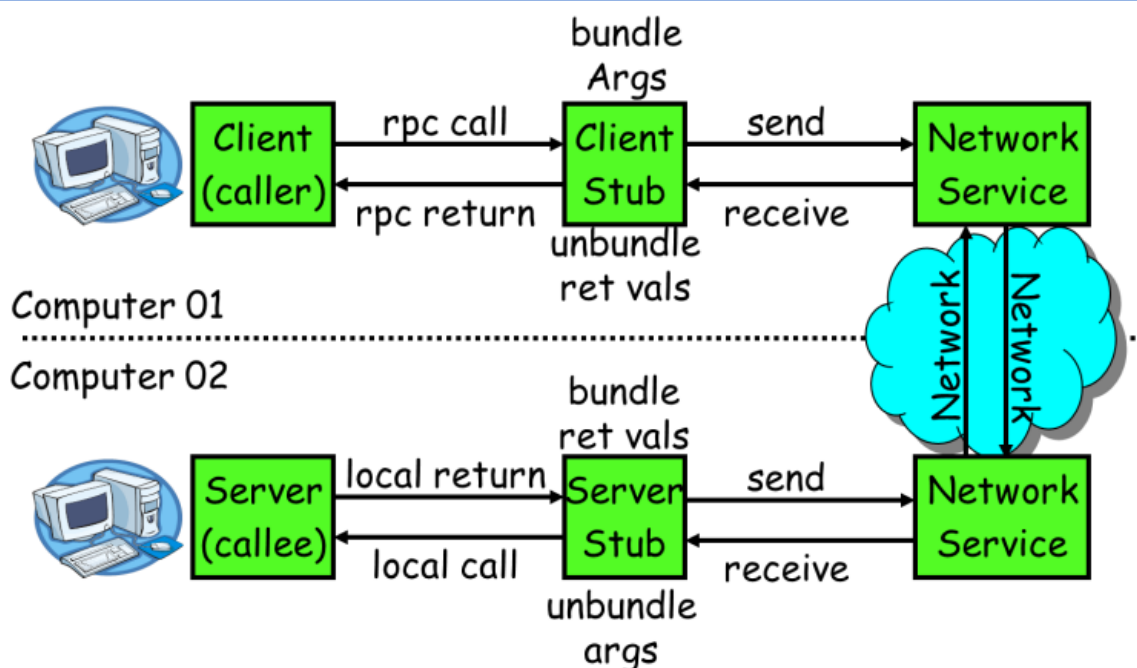 bundle
Args
Client
(caller)
rpc call
rpc return
Client
Stub
send
receive
Network
Service
unbundle
ret vals
Computer 01
Network
Network
Computer 02
bundle
ret vals
Server
(callee)
local return
local call
Server
Stub
send
receive
Network
Service
unbundle
args